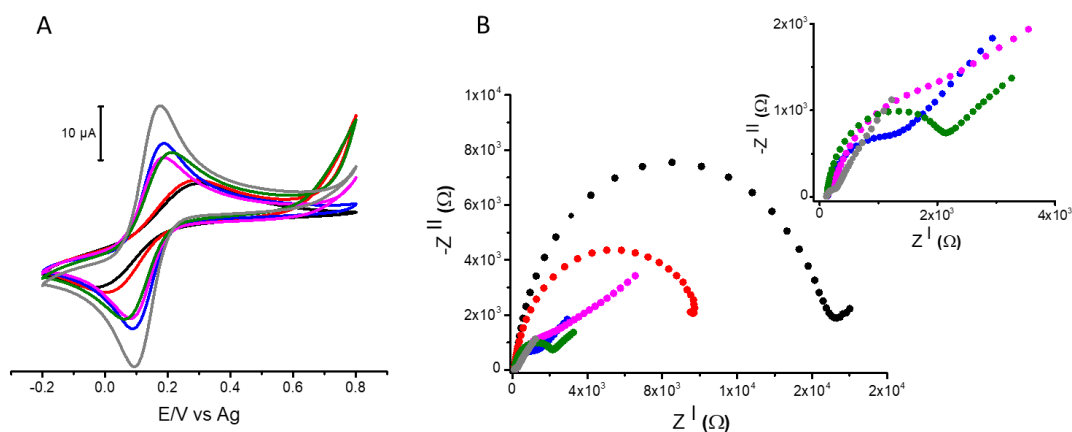 A
10 µA
-0.2 0.0 0.2 0.4 0.6 0.8
E/V vs Ag
B
1x10⁴
8x10³
6x10³
4x10³
2x10³
0
-Z^II (Ω)
0 4x10³ 8x10³ 1x10⁴ 2x10⁴ 2x10⁴
Z^I (Ω)
2x10³
1x10³
0
-Z^II (Ω)
0 2x10³ 4x10³
Z^I (Ω)